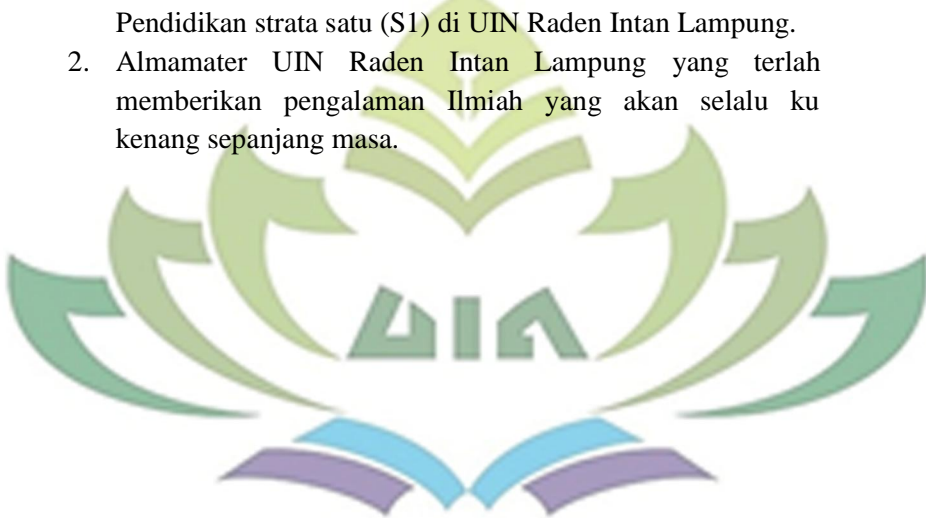 Pendidikan strata satu (S1) di UIN Raden Intan Lampung.
2. Almamater UIN Raden Intan Lampung yang terlah
memberikan pengalaman Ilmiah yang akan selalu ku
kenang sepanjang masa.
UIN